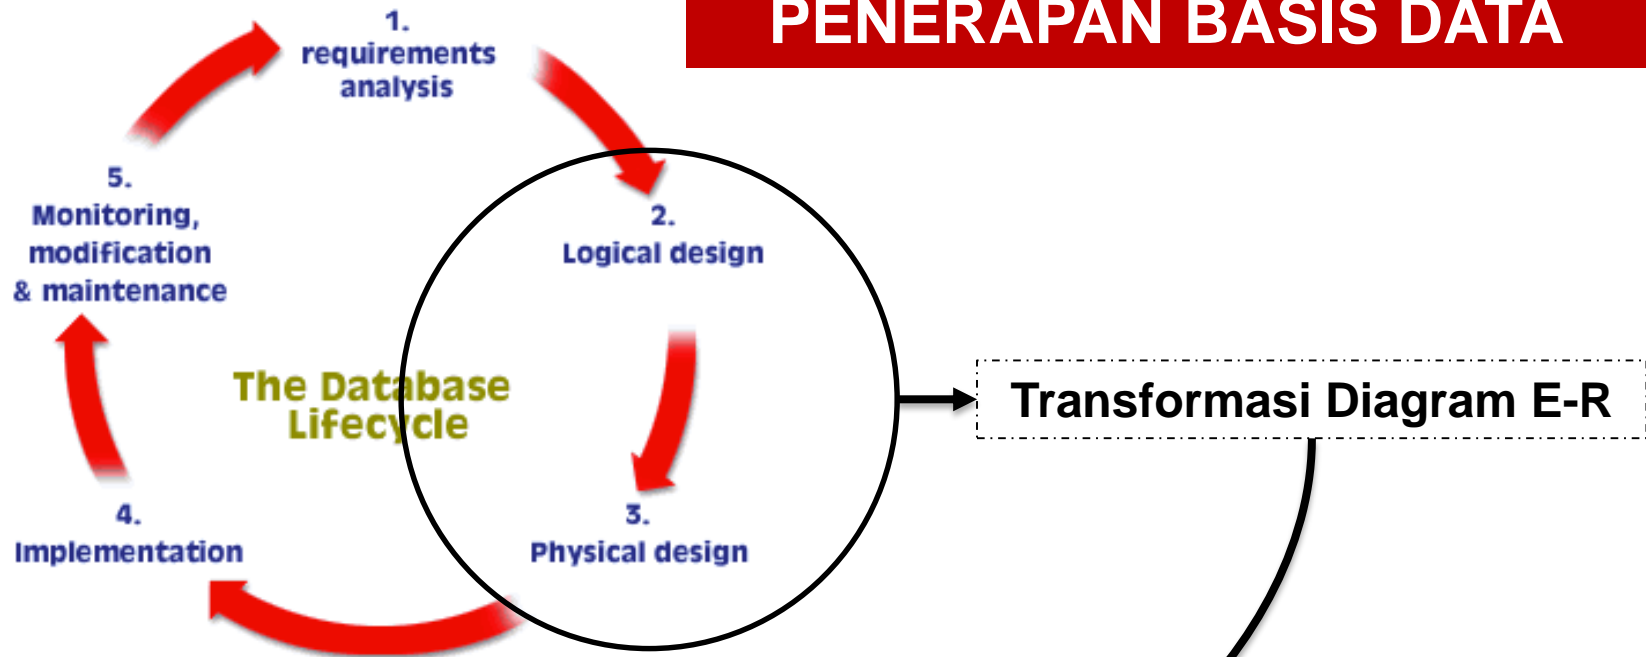 PENERAPAN BASIS DATA
1.
requirements
analysis
2.
Logical design
3.
Physical design
4.
Implementation
5.
Monitoring,
modification
& maintenance
The Database
Lifecycle
Transformasi Diagram E-R